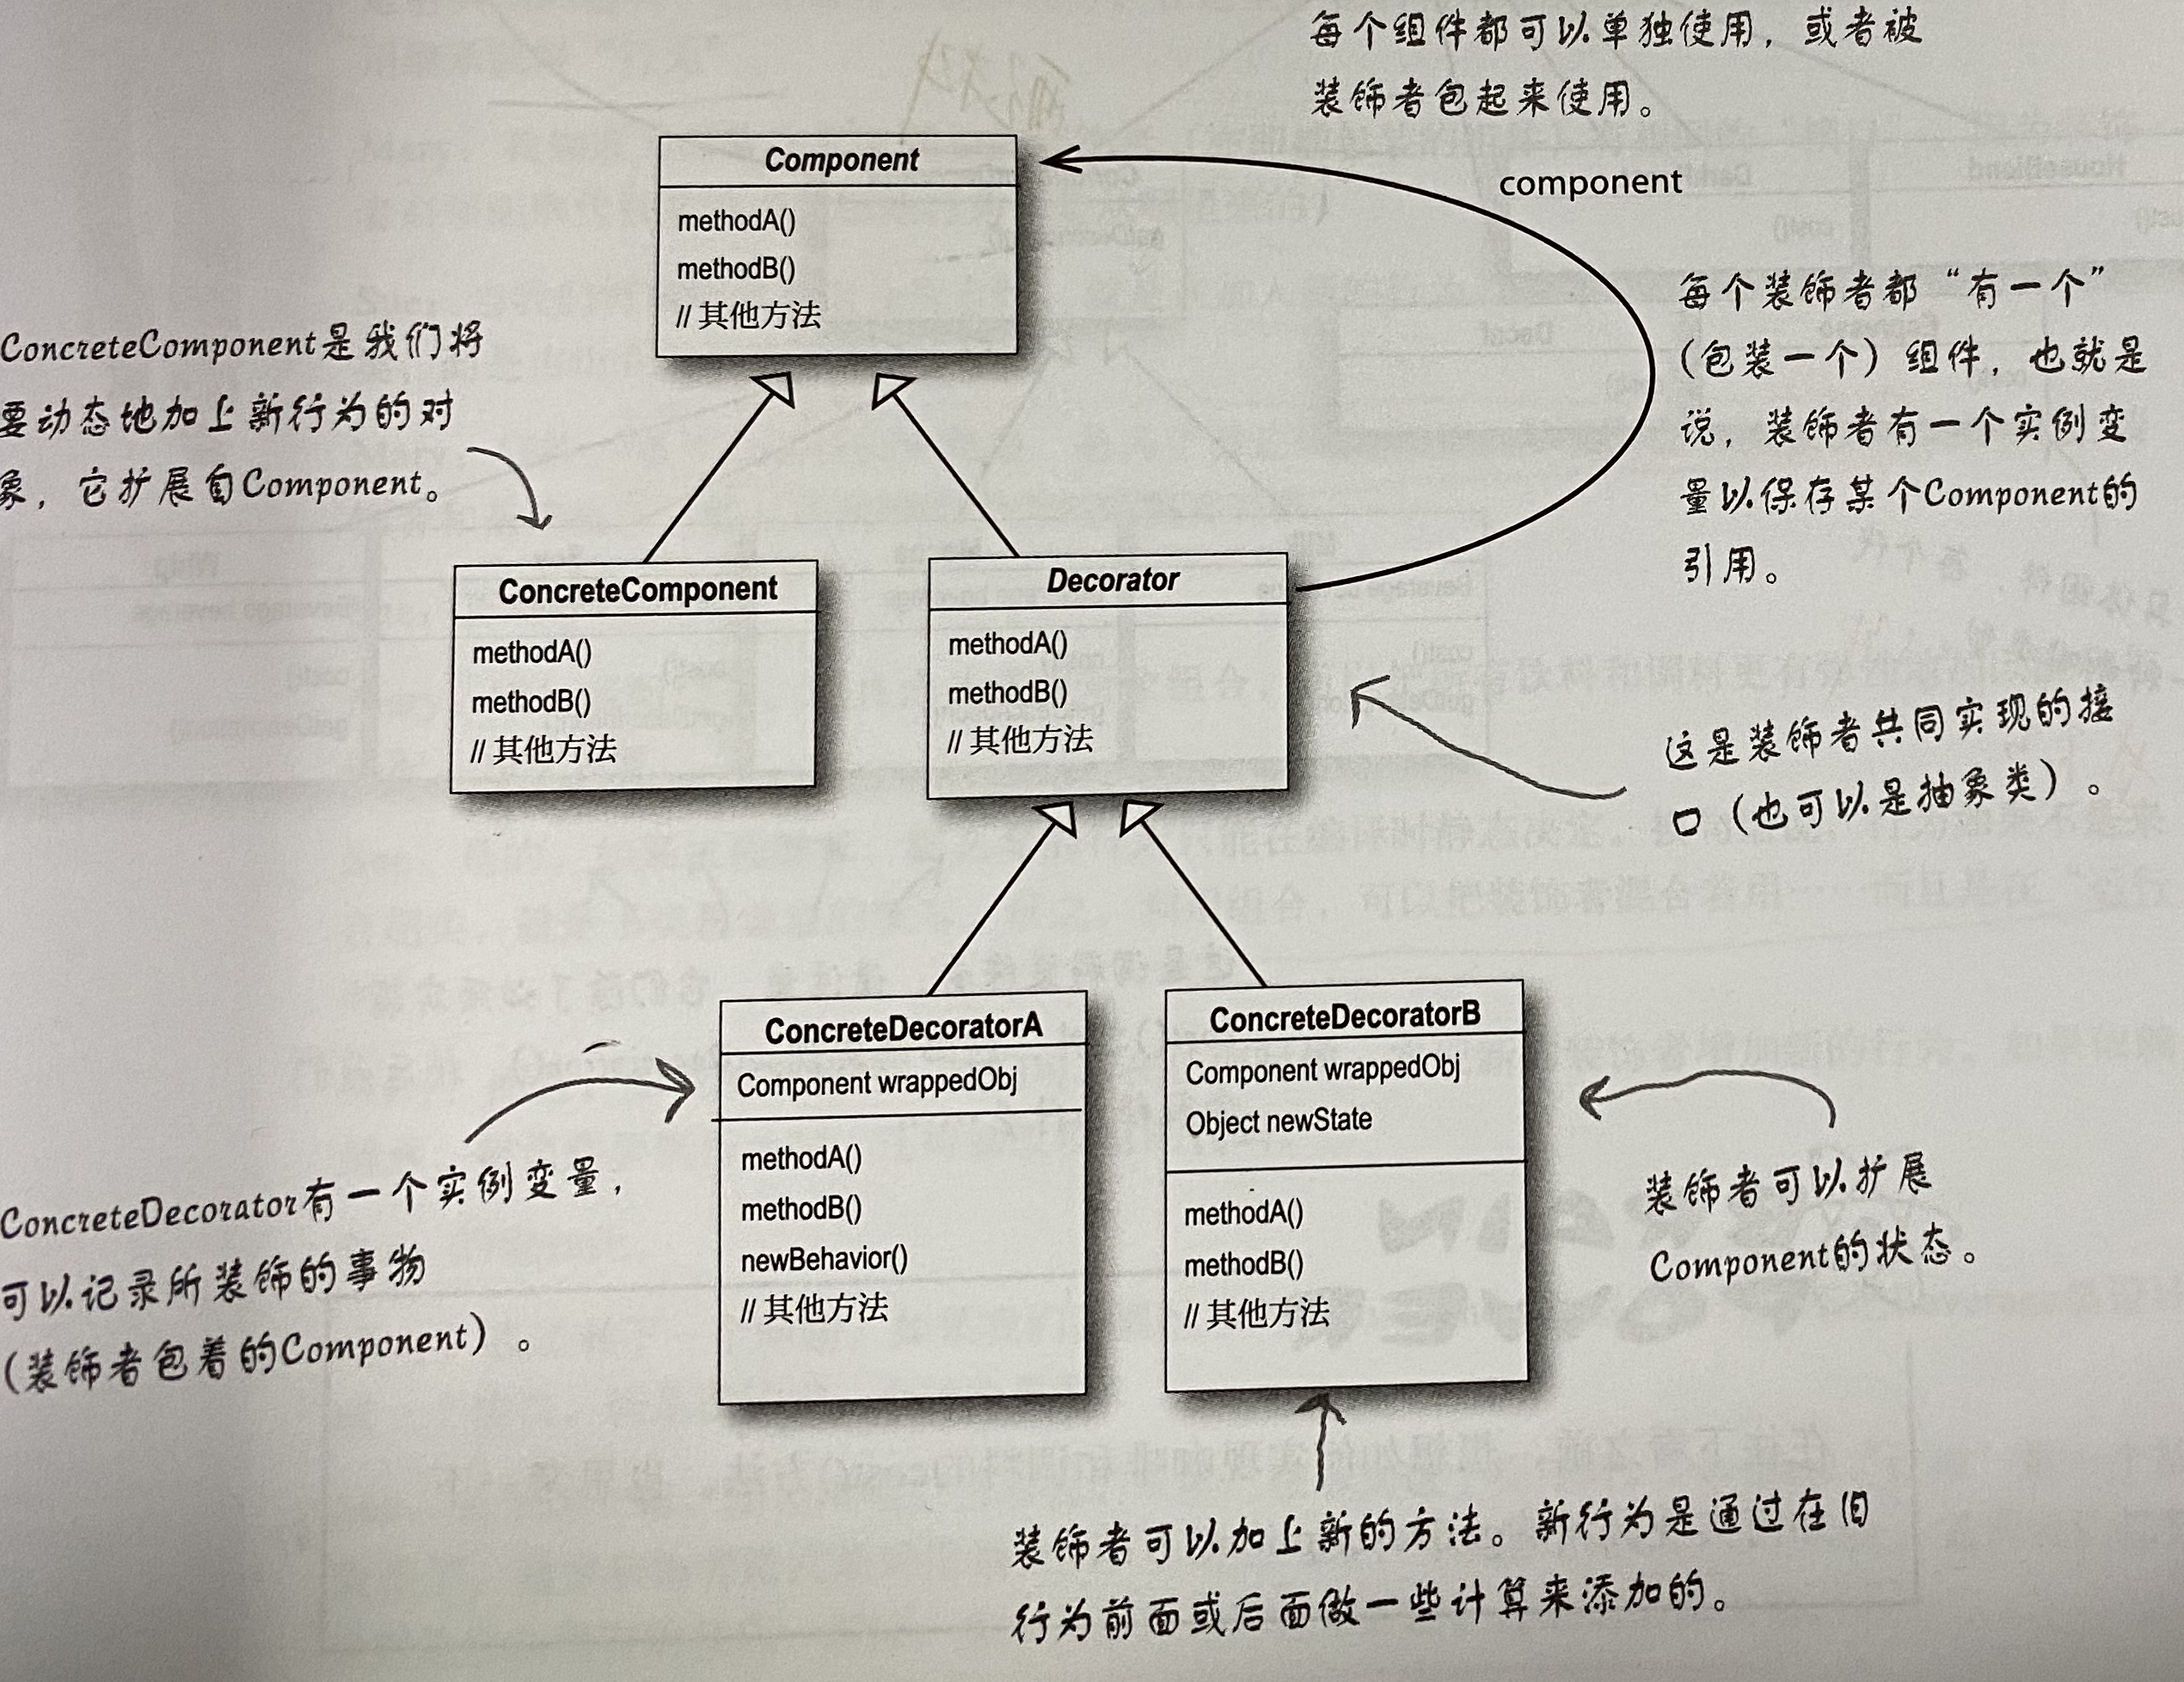 每个组件都可以单独使用，或者被
装饰者包起来使用。
Component
methodA()
methodB()
// 其他方法
component
每个装饰者都“有一个”
（包装一个）组件，也就是
说，装饰者有一个实例变
量以保存某个Component的
引用。
ConcreteComponent是我们将
要动态地加上新行为的对
象，它扩展自Component。
ConcreteComponent
methodA()
methodB()
// 其他方法
Decorator
methodA()
methodB()
// 其他方法
这是装饰者共同实现的接
口（也可以是抽象类）。
ConcreteDecoratorA
Component wrappedObj
methodA()
methodB()
newBehavior()
// 其他方法
ConcreteDecoratorB
Component wrappedObj
Object newState
methodA()
methodB()
// 其他方法
ConcreteDecorator有一个实例变量，
可以记录所装饰的事物
（装饰者包着的Component）。
装饰者可以扩展
Component的状态。
装饰者可以加上新的方法。新行为是通过在旧
行为前面或后面做一些计算来添加的。